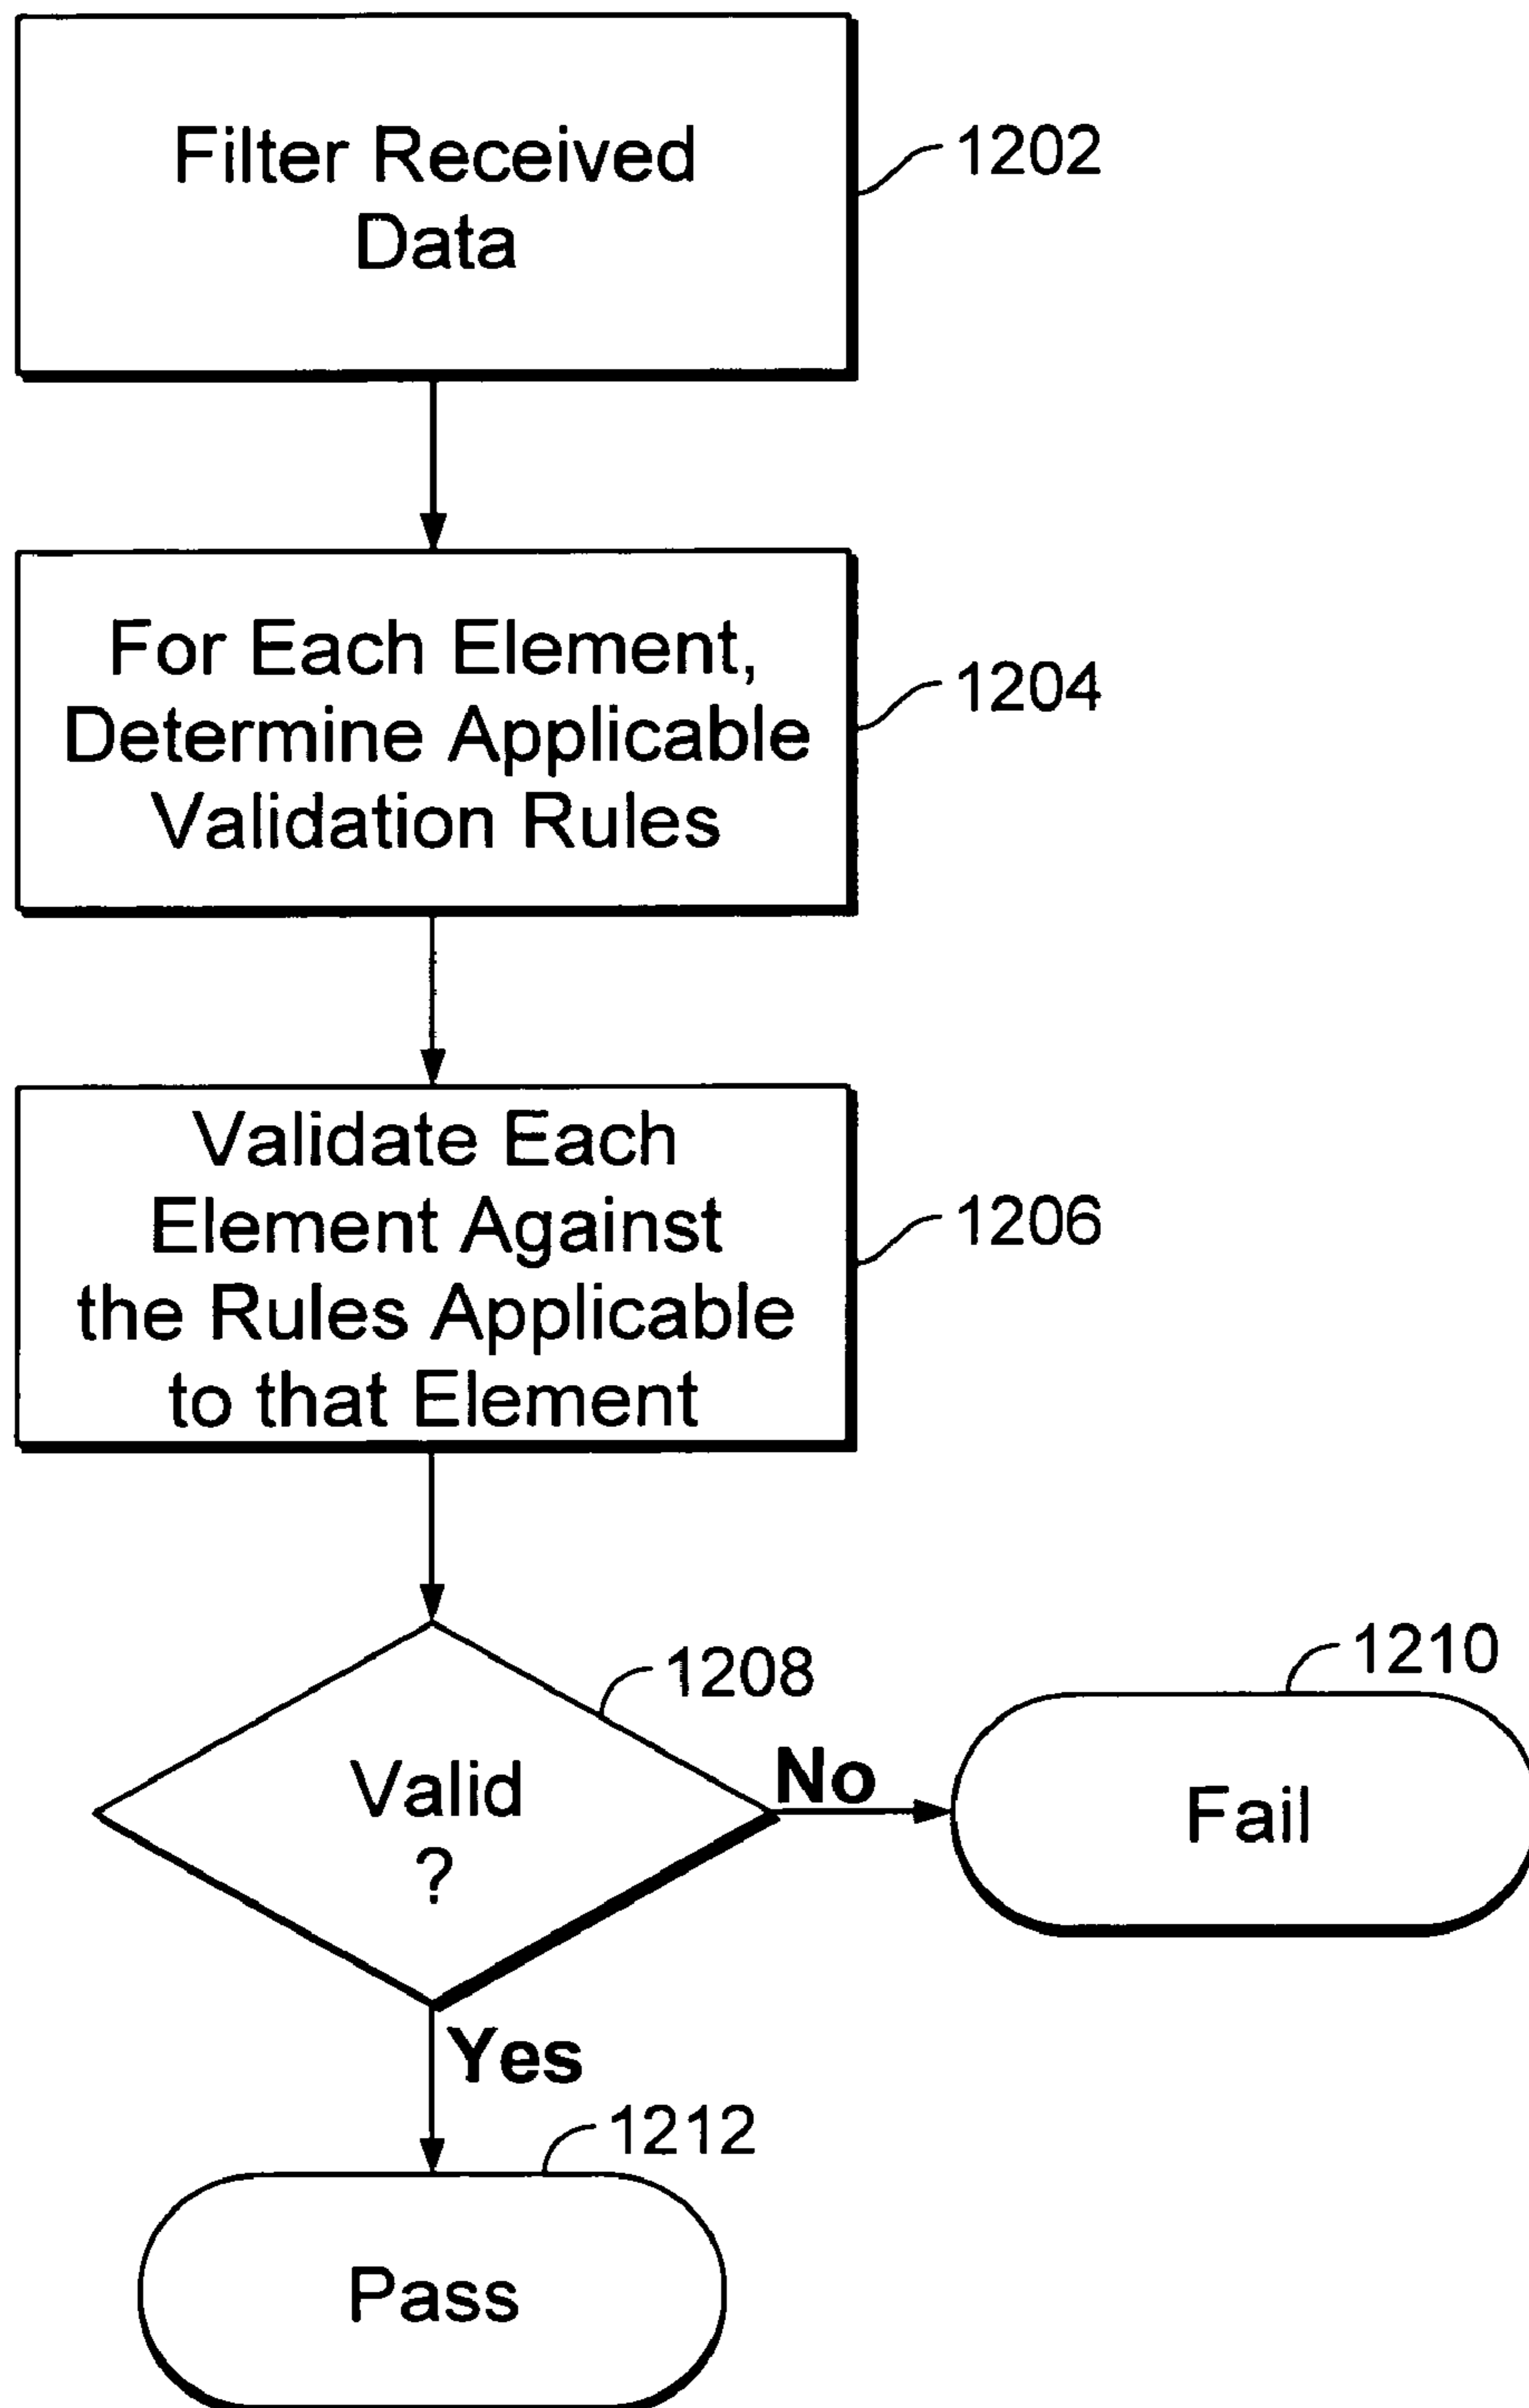 Filter Received
Data
1202
For Each Element,
Determine Applicable
Validation Rules
1204
Validate Each
Element Against
the Rules Applicable
to that Element
1206
1208
Valid
?
No
1210
Fail
Yes
1212
Pass